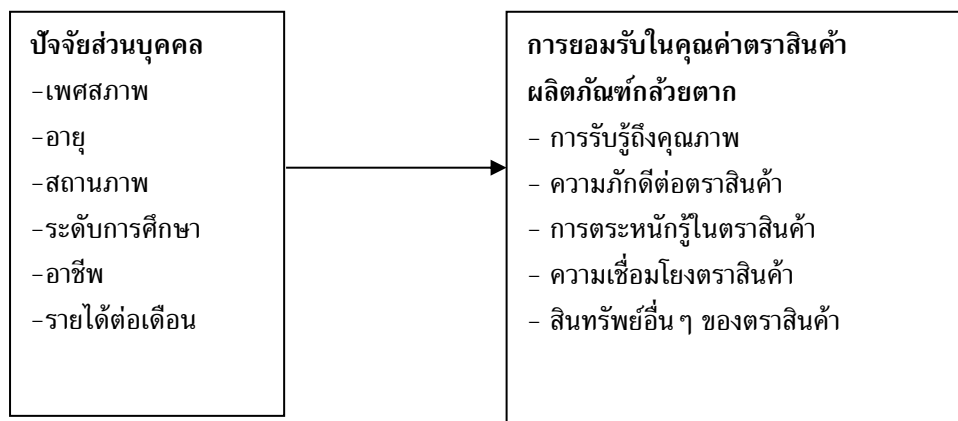 ปัจจัยส่วนบุคคล
-เพศสภาพ
-อายุ
-สถานภาพ
-ระดับการศึกษา
-อาชีพ
-รายได้ต่อเดือน
การยอมรับในคุณค่าตราสินค้า
ผลิตภัณฑ์กล้วยตาก
- การรับรู้ถึงคุณภาพ
- ความภักดีต่อตราสินค้า
- การตระหนักรู้ในตราสินค้า
- ความเชื่อมโยงตราสินค้า
- สินทรัพย์อื่น ๆ ของตราสินค้า